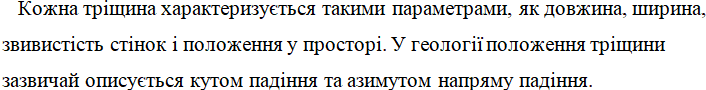 Кожна тріщина характеризується такими параметрами, як довжина, ширина,
звивистість стінок і положення у просторі. У геології положення тріщини
зазвичай описується кутом падіння та азимутом напряму падіння.